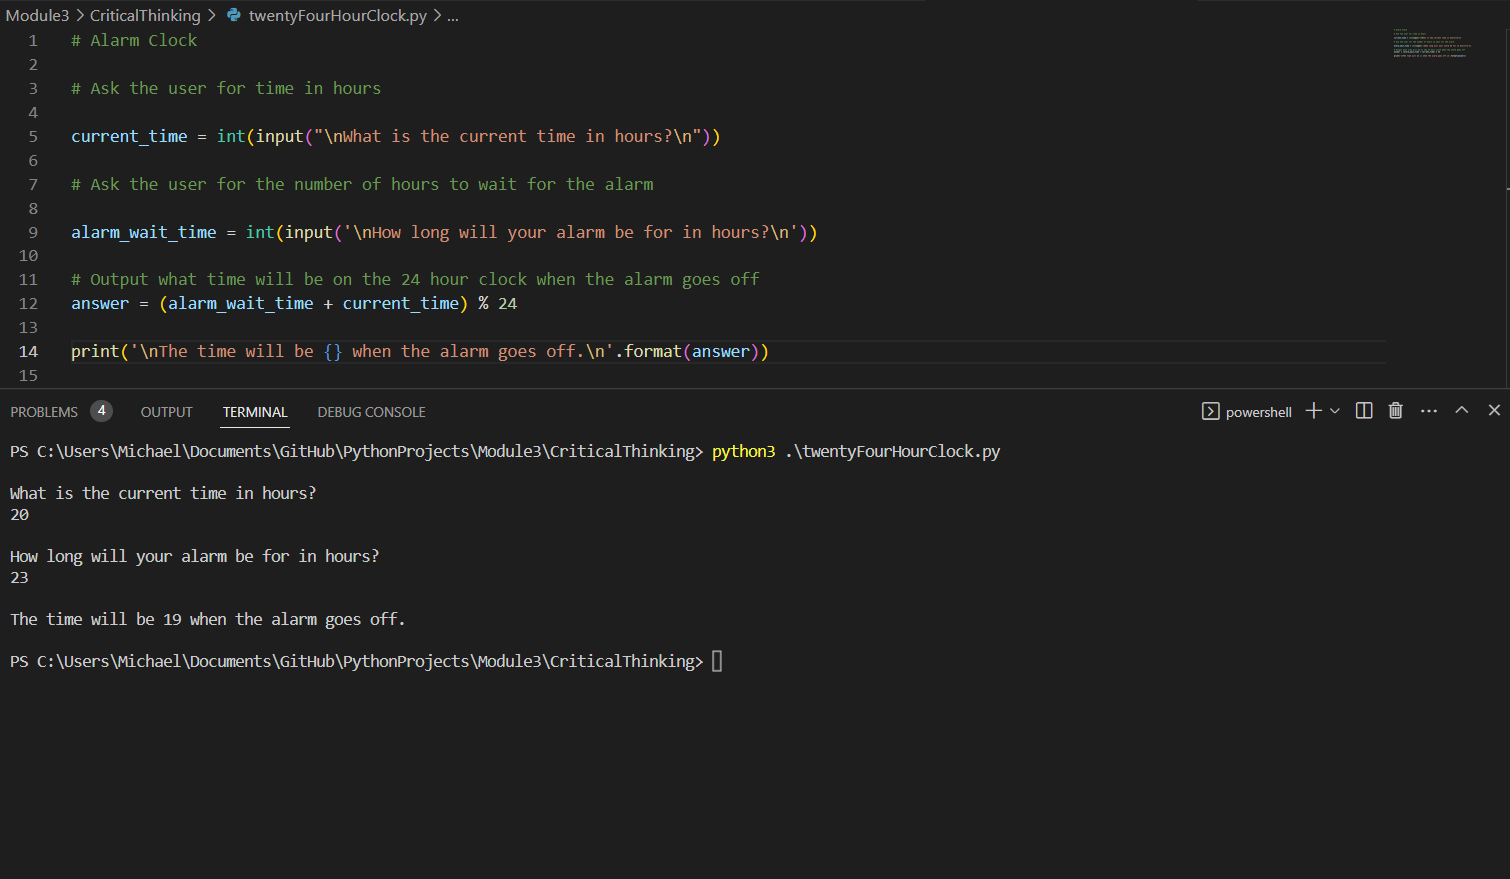 Module3 > CriticalThinking > twentyFourHourClock.py > ...
1 # Alarm Clock
2
3 # Ask the user for time in hours
4
5 current_time = int(input("\nWhat is the current time in hours?\n"))
6
7 # Ask the user for the number of hours to wait for the alarm
8
9 alarm_wait_time = int(input('\nHow long will your alarm be for in hours?\n'))
10
11 # Output what time will be on the 24 hour clock when the alarm goes off
12 answer = (alarm_wait_time + current_time) % 24
13
14 print('\nThe time will be {} when the alarm goes off.\n'.format(answer))
15
PROBLEMS 4 OUTPUT TERMINAL DEBUG CONSOLE powershell
PS C:\Users\Michael\Documents\GitHub\PythonProjects\Module3\CriticalThinking> python3 .\twentyFourHourClock.py
What is the current time in hours?
20
How long will your alarm be for in hours?
23
The time will be 19 when the alarm goes off.
PS C:\Users\Michael\Documents\GitHub\PythonProjects\Module3\CriticalThinking>